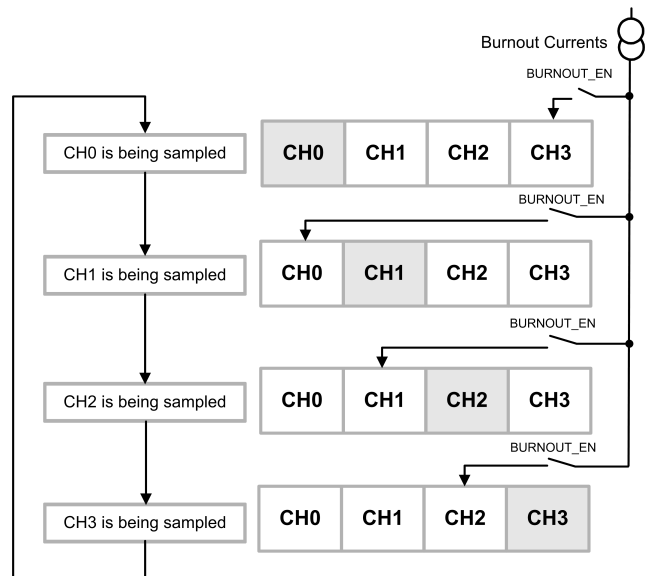 Burnout Currents
BURNOUT_EN
CH0 is being sampled
CH0 CH1 CH2 CH3
BURNOUT_EN
CH1 is being sampled
CH0 CH1 CH2 CH3
BURNOUT_EN
CH2 is being sampled
CH0 CH1 CH2 CH3
BURNOUT_EN
CH3 is being sampled
CH0 CH1 CH2 CH3